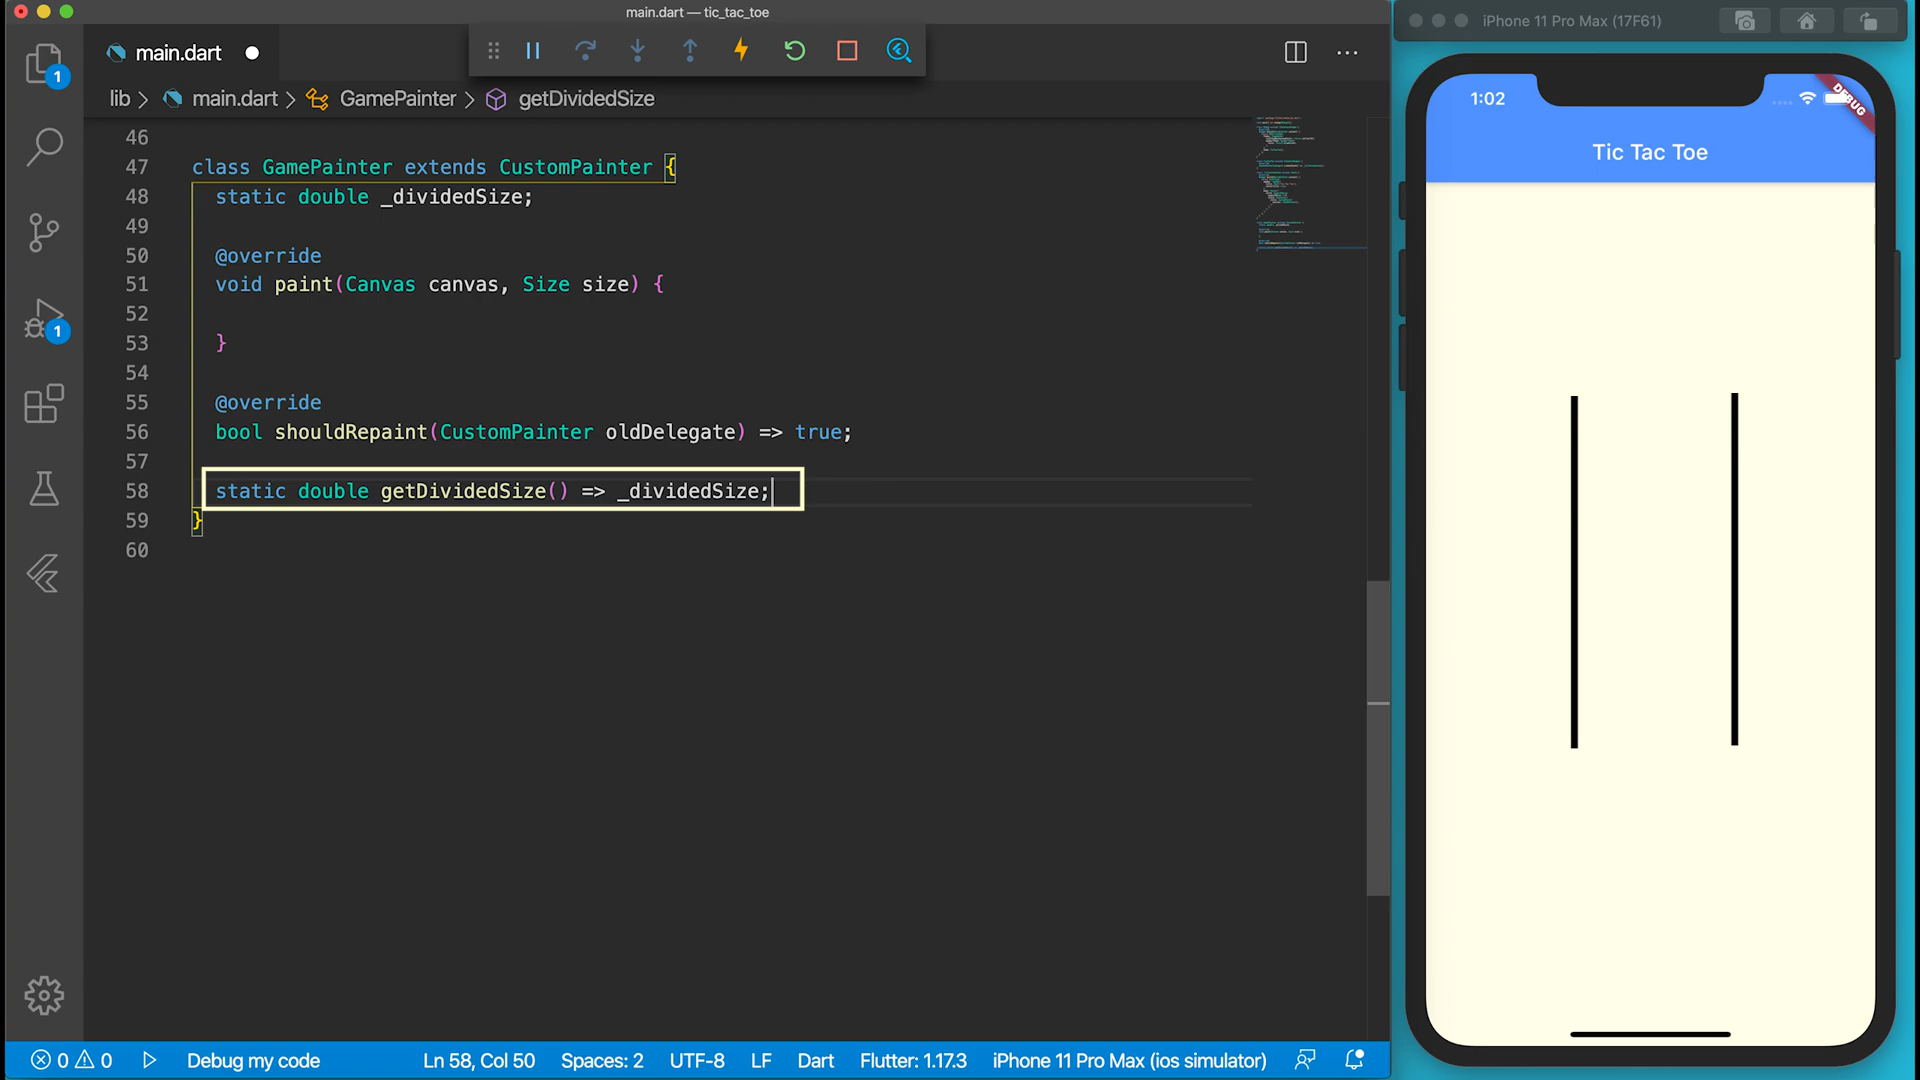 main.dart — tic_tac_toe
iPhone 11 Pro Max (17F61)
main.dart
1
lib > main.dart > GamePainter > getDividedSize
46
47 class GamePainter extends CustomPainter {
48 static double _dividedSize;
49
50 @override
51 void paint(Canvas canvas, Size size) {
52
53 }
54
55 @override
56 bool shouldRepaint(CustomPainter oldDelegate) => true;
57
58 static double getDividedSize() => _dividedSize;
59 }
60
1
1:02
DEBUG
Tic Tac Toe
0 0 Debug my code Ln 58, Col 50 Spaces: 2 UTF-8 LF Dart Flutter: 1.17.3 iPhone 11 Pro Max (ios simulator)